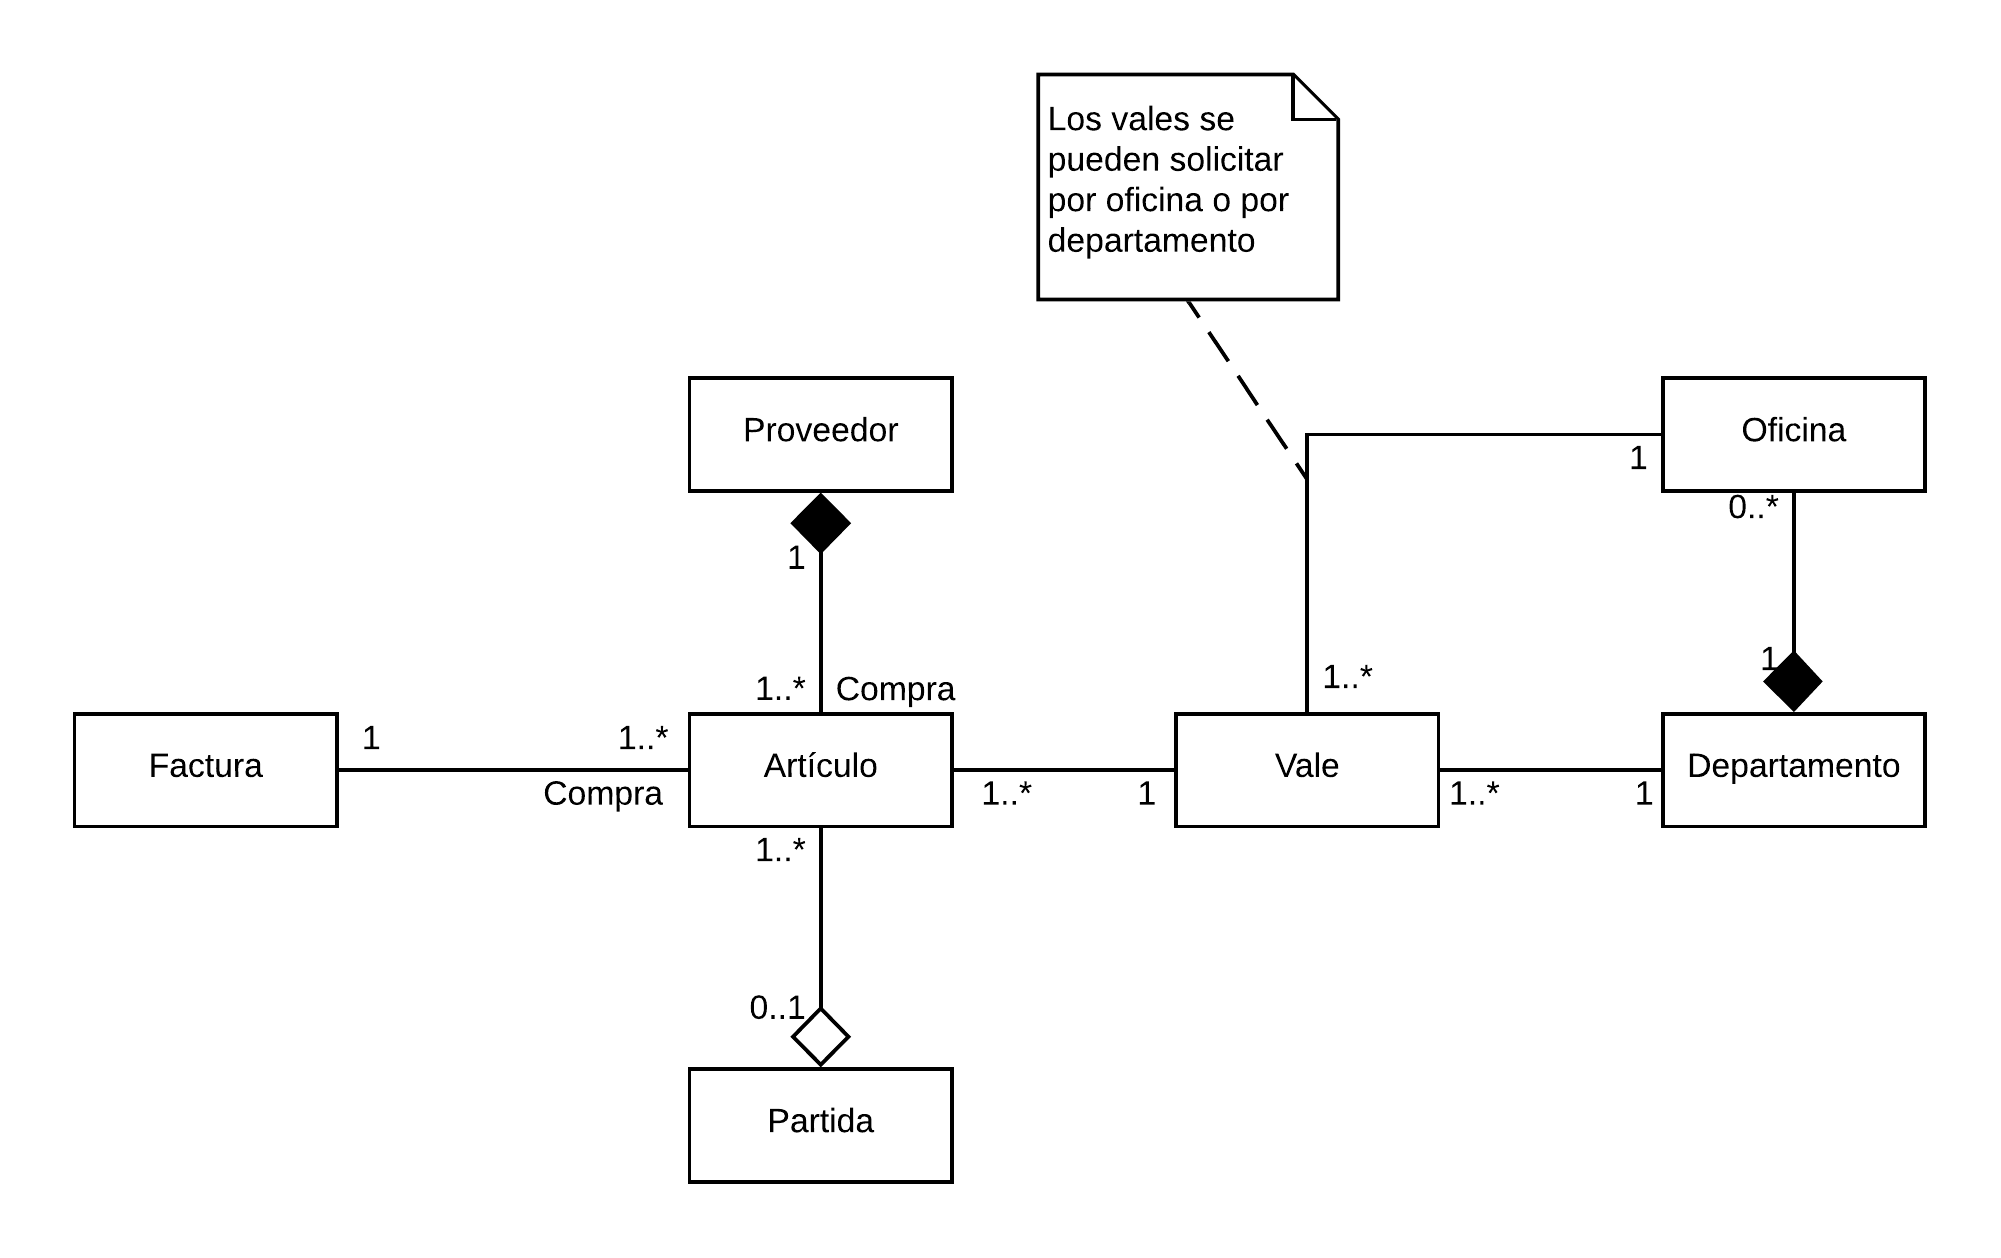 Los vales se
pueden solicitar
por oficina o por
departamento
Proveedor
Oficina
1
0..*
1
1
1..*
Compra
1..*
Factura
1
1..*
Compra
Artículo
1..*
1
Vale
1..*
1
Departamento
1..*
0..1
Partida